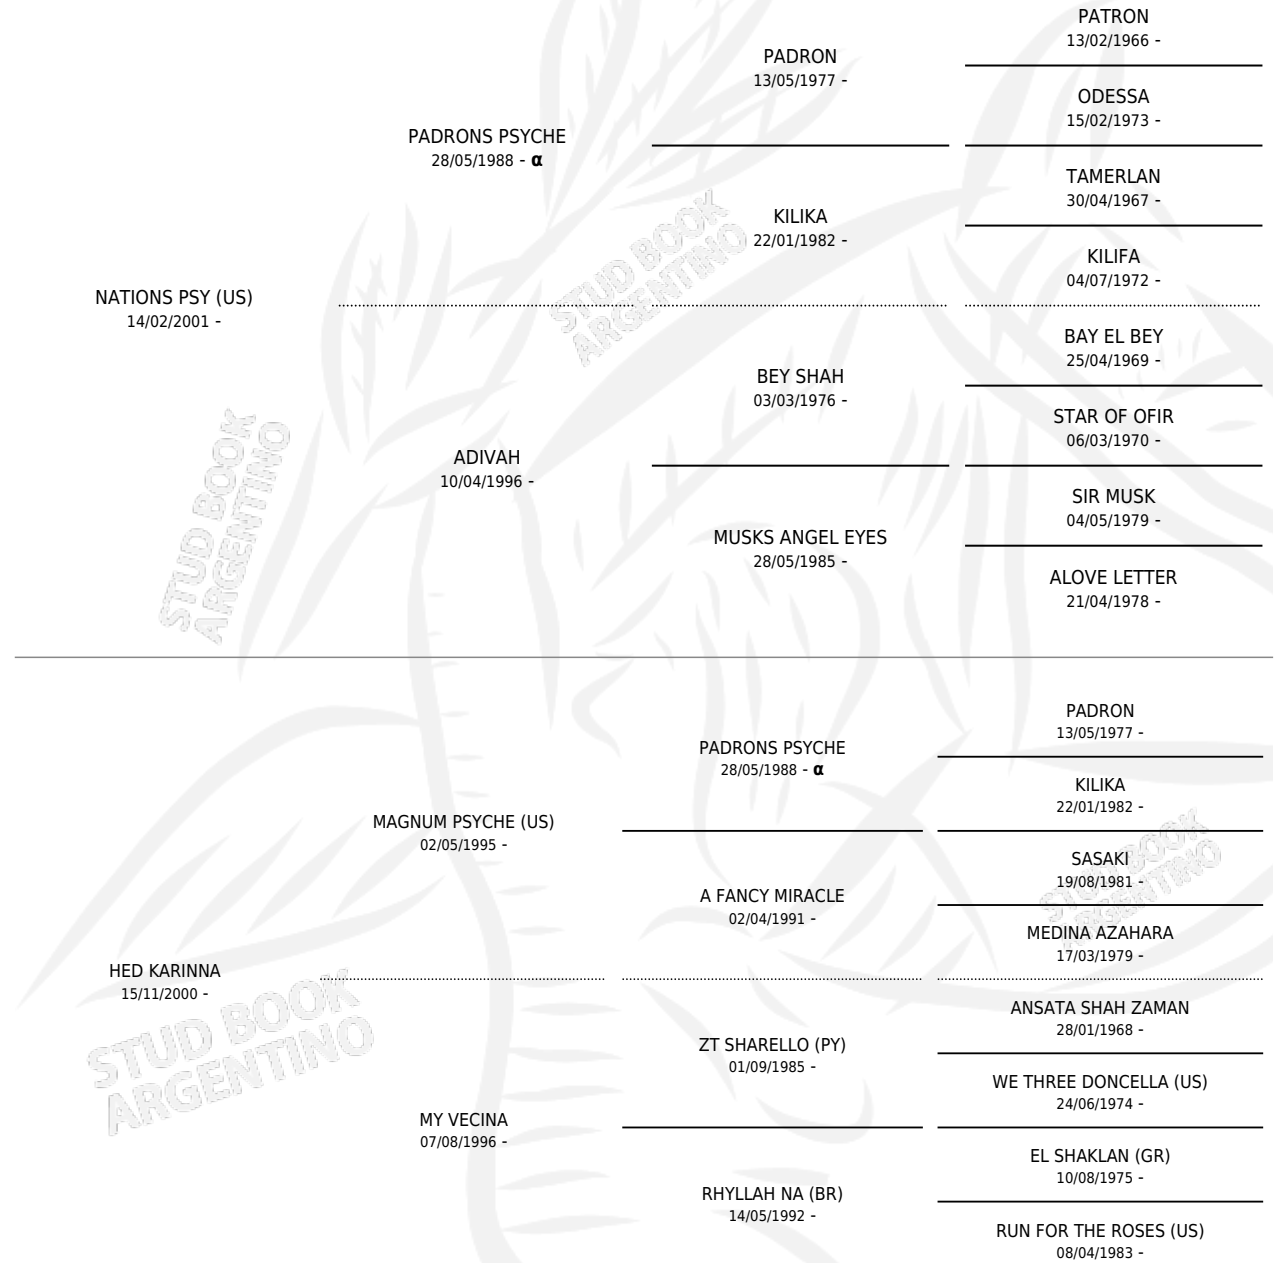 PATRON
13/02/1966 -
PADRON
13/05/1977 -
ODESSA
15/02/1973 -
PADRONS PSYCHE
28/05/1988 - α
TAMERLAN
30/04/1967 -
KILIKA
22/01/1982 -
KILIFA
04/07/1972 -
NATIONS PSY (US)
14/02/2001 -
BAY EL BEY
25/04/1969 -
BEY SHAH
03/03/1976 -
STAR OF OFIR
06/03/1970 -
ADIVAH
10/04/1996 -
SIR MUSK
04/05/1979 -
MUSKS ANGEL EYES
28/05/1985 -
ALOVE LETTER
21/04/1978 -
PADRON
13/05/1977 -
PADRONS PSYCHE
28/05/1988 - α
KILIKA
22/01/1982 -
MAGNUM PSYCHE (US)
02/05/1995 -
SASAKI
19/08/1981 -
A FANCY MIRACLE
02/04/1991 -
MEDINA AZAHARA
17/03/1979 -
HED KARINNA
15/11/2000 -
ANSATA SHAH ZAMAN
28/01/1968 -
ZT SHARELLO (PY)
01/09/1985 -
WE THREE DONCELLA (US)
24/06/1974 -
MY VECINA
07/08/1996 -
EL SHAKLAN (GR)
10/08/1975 -
RHYLLAH NA (BR)
14/05/1992 -
RUN FOR THE ROSES (US)
08/04/1983 -
STUD BOOK
ARGENTINO
STUD BOOK
ARGENTINO
STUD BOOK
ARGENTINO
STUD BOOK
ARGENTINO